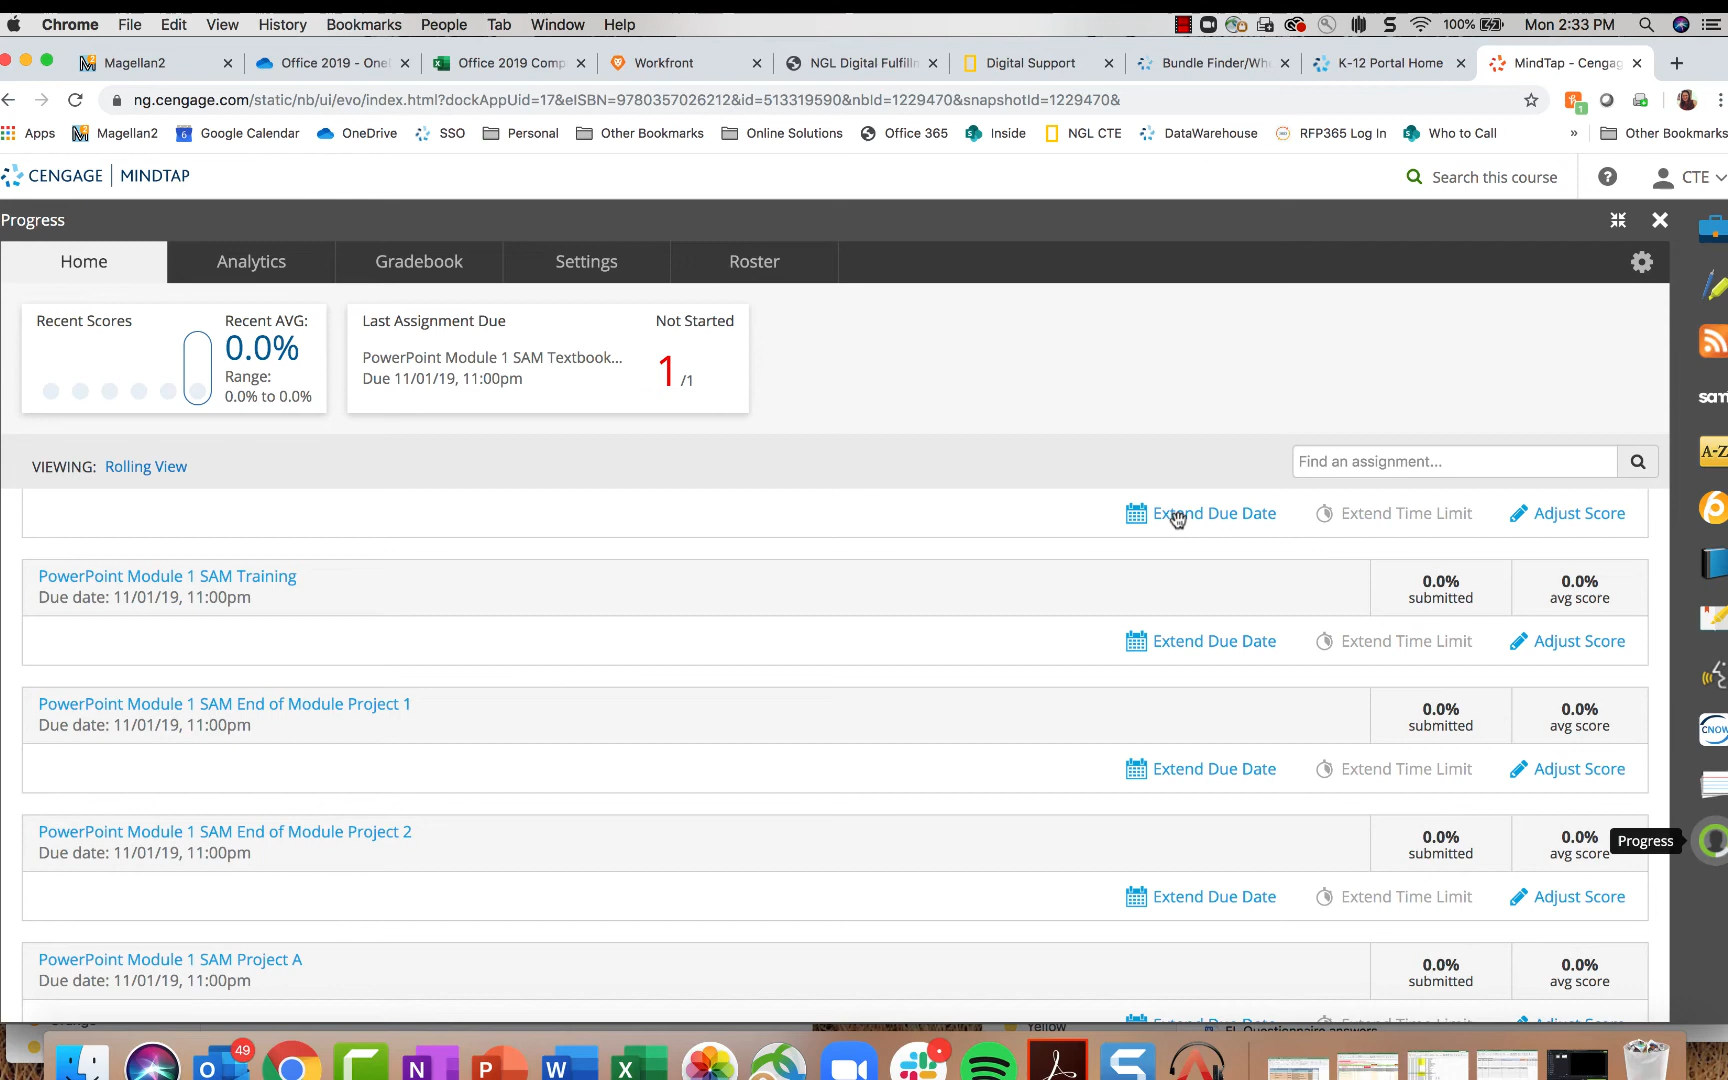 Chrome File Edit View History Bookmarks People Tab Window Help 100% Mon 2:33 PM
Magellan2 Office 2019 - One Office 2019 Comp Workfront NGL Digital Fulfilln Digital Support Bundle Finder/Wh K-12 Portal Home MindTap - Cengag
ng.cengage.com/static/nb/ui/evo/index.html?dockAppUid=17&eISBN=9780357026212&id=513319590&nbId=1229470&snapshotId=1229470&
Apps Magellan2 Google Calendar OneDrive SSO Personal Other Bookmarks Online Solutions Office 365 Inside NGL CTE DataWarehouse RFP365 Log In Who to Call » Other Bookmarks
CENGAGE | MINDTAP Search this course CTE
Progress
Home Analytics Gradebook Settings Roster
Recent Scores Recent AVG: Last Assignment Due Not Started
0.0% PowerPoint Module 1 SAM Textbook... 1 /1
Range: Due 11/01/19, 11:00pm
0.0% to 0.0%
VIEWING: Rolling View Find an assignment...
Extend Due Date Extend Time Limit Adjust Score
PowerPoint Module 1 SAM Training 0.0% 0.0%
Due date: 11/01/19, 11:00pm submitted avg score
Extend Due Date Extend Time Limit Adjust Score
PowerPoint Module 1 SAM End of Module Project 1 0.0% 0.0%
Due date: 11/01/19, 11:00pm submitted avg score
Extend Due Date Extend Time Limit Adjust Score
PowerPoint Module 1 SAM End of Module Project 2 0.0% 0.0% Progress
Due date: 11/01/19, 11:00pm submitted avg score
Extend Due Date Extend Time Limit Adjust Score
PowerPoint Module 1 SAM Project A 0.0% 0.0%
Due date: 11/01/19, 11:00pm submitted avg score
Yellow
sam
A-Z
CNOW
49